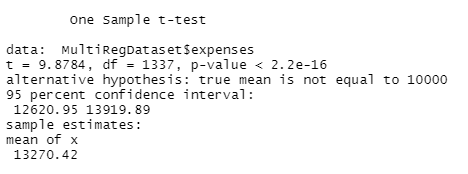 One Sample t-test
data: MultiRegDataset$expenses
t = 9.8784, df = 1337, p-value < 2.2e-16
alternative hypothesis: true mean is not equal to 10000
95 percent confidence interval:
12620.95 13919.89
sample estimates:
mean of x
13270.42